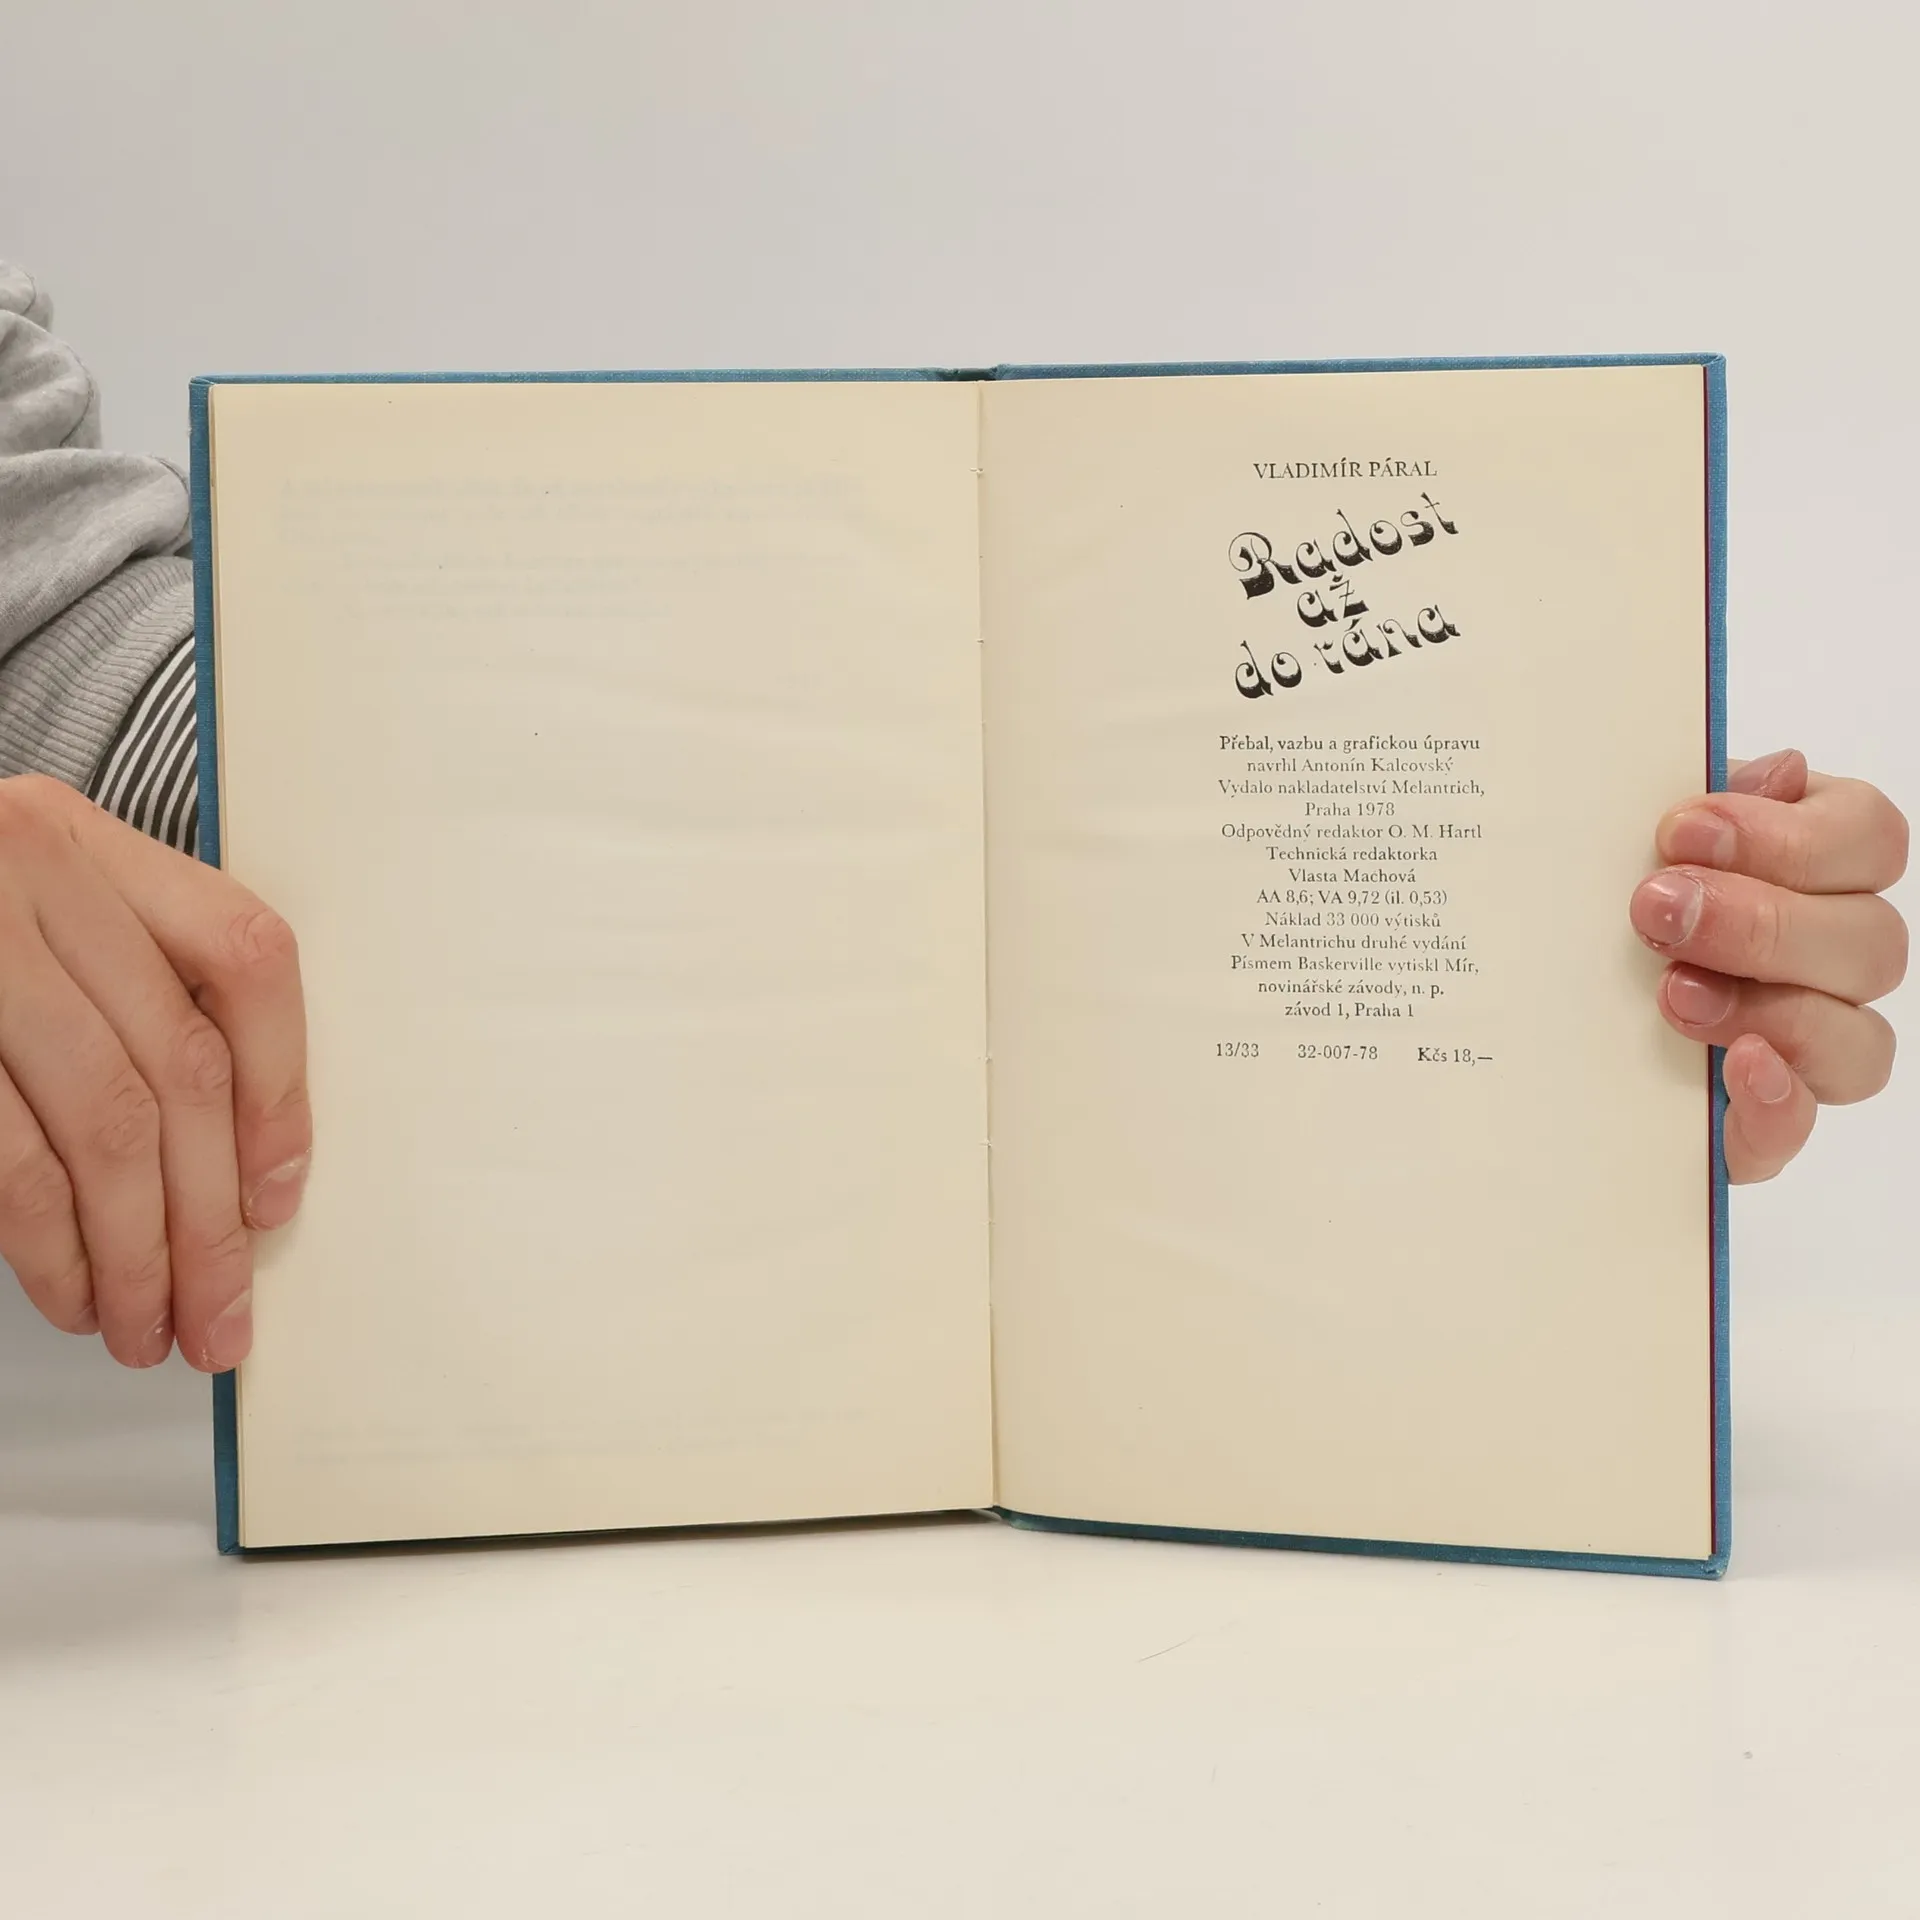 VLADIMÍR PÁRAL
Radost
až
do rána
Přebal, vazbu a grafickou úpravu
navrhl Antonín Kalcovský
Vydalo nakladatelství Melantrich,
Praha 1978
Odpovědný redaktor O. M. Hartl
Technická redaktorka
Vlasta Machová
AA 8,6; VA 9,72 (il. 0,53)
Náklad 33 000 výtisků
V Melantrichu druhé vydání
Písmem Baskerville vytiskl Mír,
novinářské závody, n. p.
závod 1, Praha 1
13/33 32-007-78 Kčs 18,—